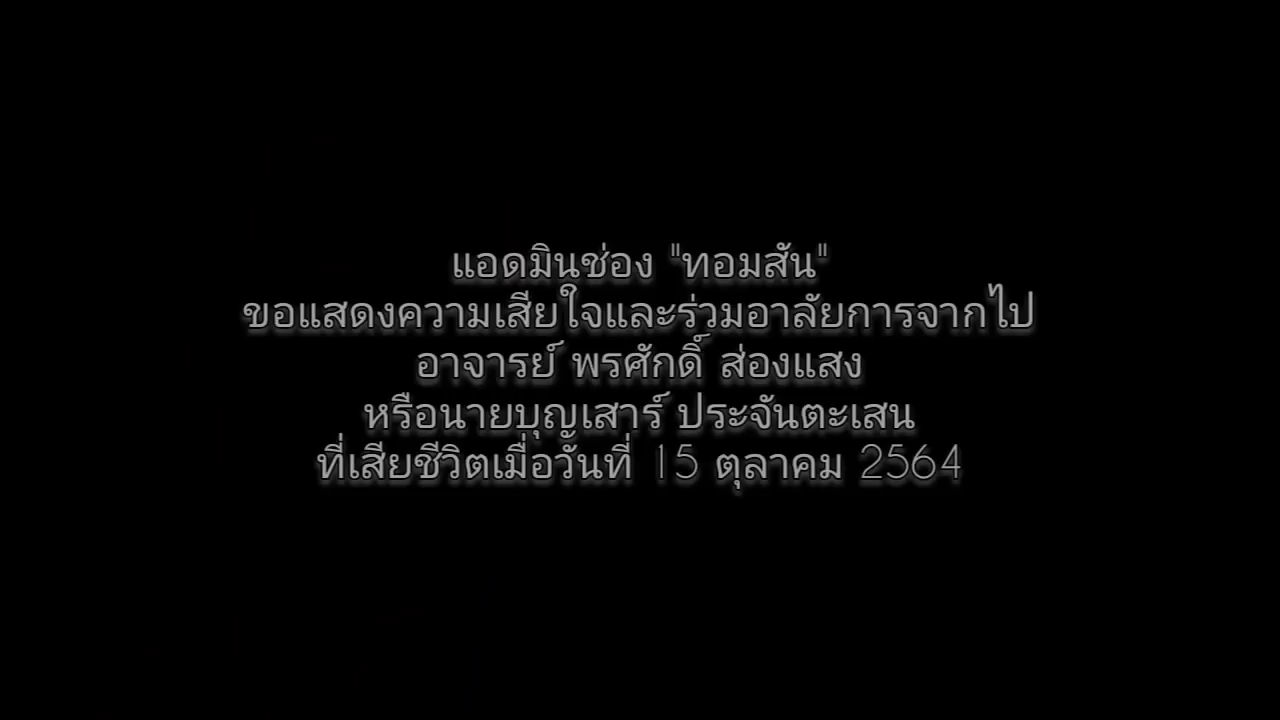 แอดมินช่อง "ทอมสัน"
ขอแสดงความเสียใจและร่วมอาลัยการจากไป
อาจารย์ พรศักดิ์ ส่องแสง
หรือนายบุญเสาร์ ประจันตะเสน
ที่เสียชีวิตเมื่อวันที่ 15 ตุลาคม 2564